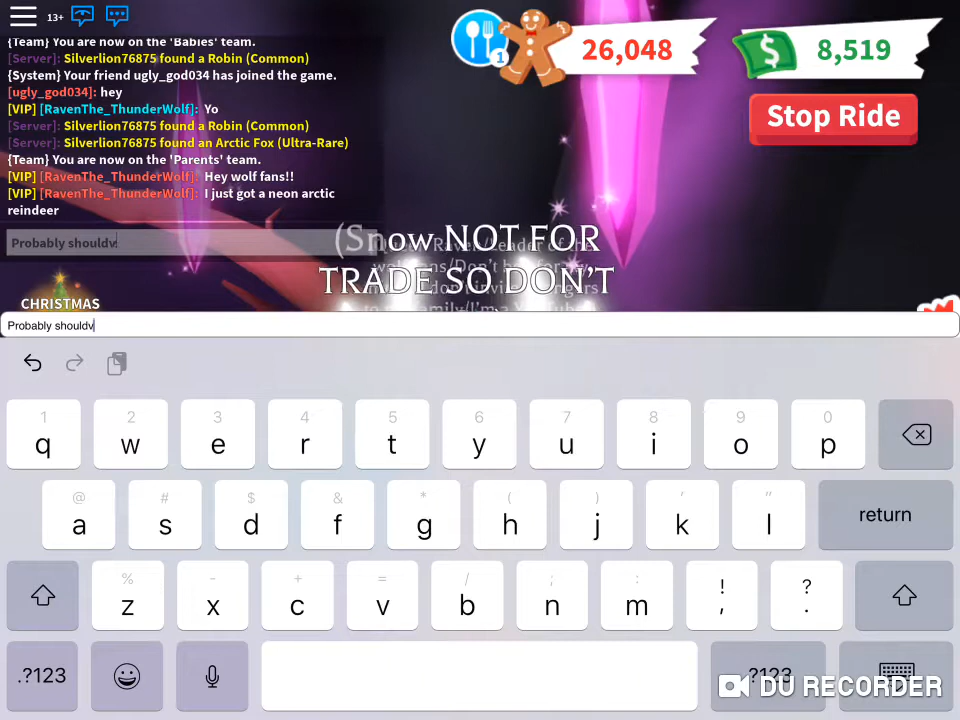 13+
{Team} You are now on the 'Babies' team.
[Server]: Silverlion76875 found a Robin (Common)
{System} Your friend ugly_god034 has joined the game.
[ugly_god034]: hey
[VIP] [RavenThe_ThunderWolf]: Yo
[Server]: Silverlion76875 found a Robin (Common)
[Server]: Silverlion76875 found an Arctic Fox (Ultra-Rare)
{Team} You are now on the 'Parents' team.
[VIP] [RavenThe_ThunderWolf]: Hey wolf fans!!
[VIP] [RavenThe_ThunderWolf]: I just got a neon arctic
reindeer
Probably shouldv
1
26,048
8,519
Stop Ride
(Snow NOT FOR
TRADE SO DON'T
CHRISTMAS
Probably shouldv
1 2 3 4 5 6 7 8 9 0
q w e r t y u i o p
@ # $ & * ( ) ' "
a s d f g h j k l return
% - + = / ; : ! ?
z x c v b n m , .
.?123 .?123
DU RECORDER